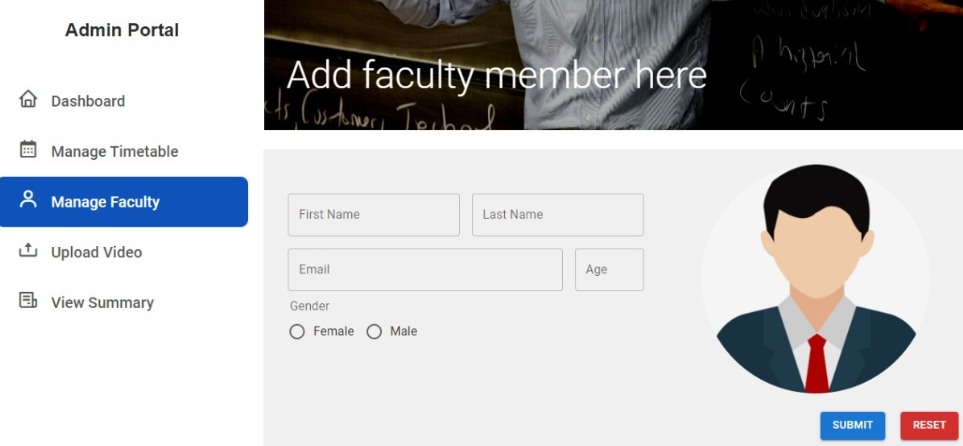 Admin Portal
Dashboard
Manage Timetable
Manage Faculty
Upload Video
View Summary
Add faculty member here
A
Counts
First Name
Last Name
Email
Age
Gender
Female
Male
SUBMIT
RESET